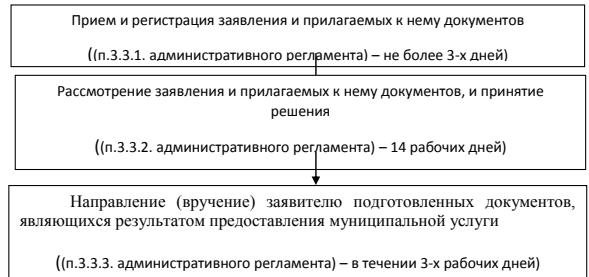 Прием и регистрация заявления и прилагаемых к нему документов
((п.3.3.1. административного регламента) – не более 3-х дней)
Рассмотрение заявления и прилагаемых к нему документов, и принятие
решения
((п.3.3.2. административного регламента) – 14 рабочих дней)
Направление (вручение) заявителю подготовленных документов,
являющихся результатом предоставления муниципальной услуги
((п.3.3.3. административного регламента) – в течении 3-х рабочих дней)